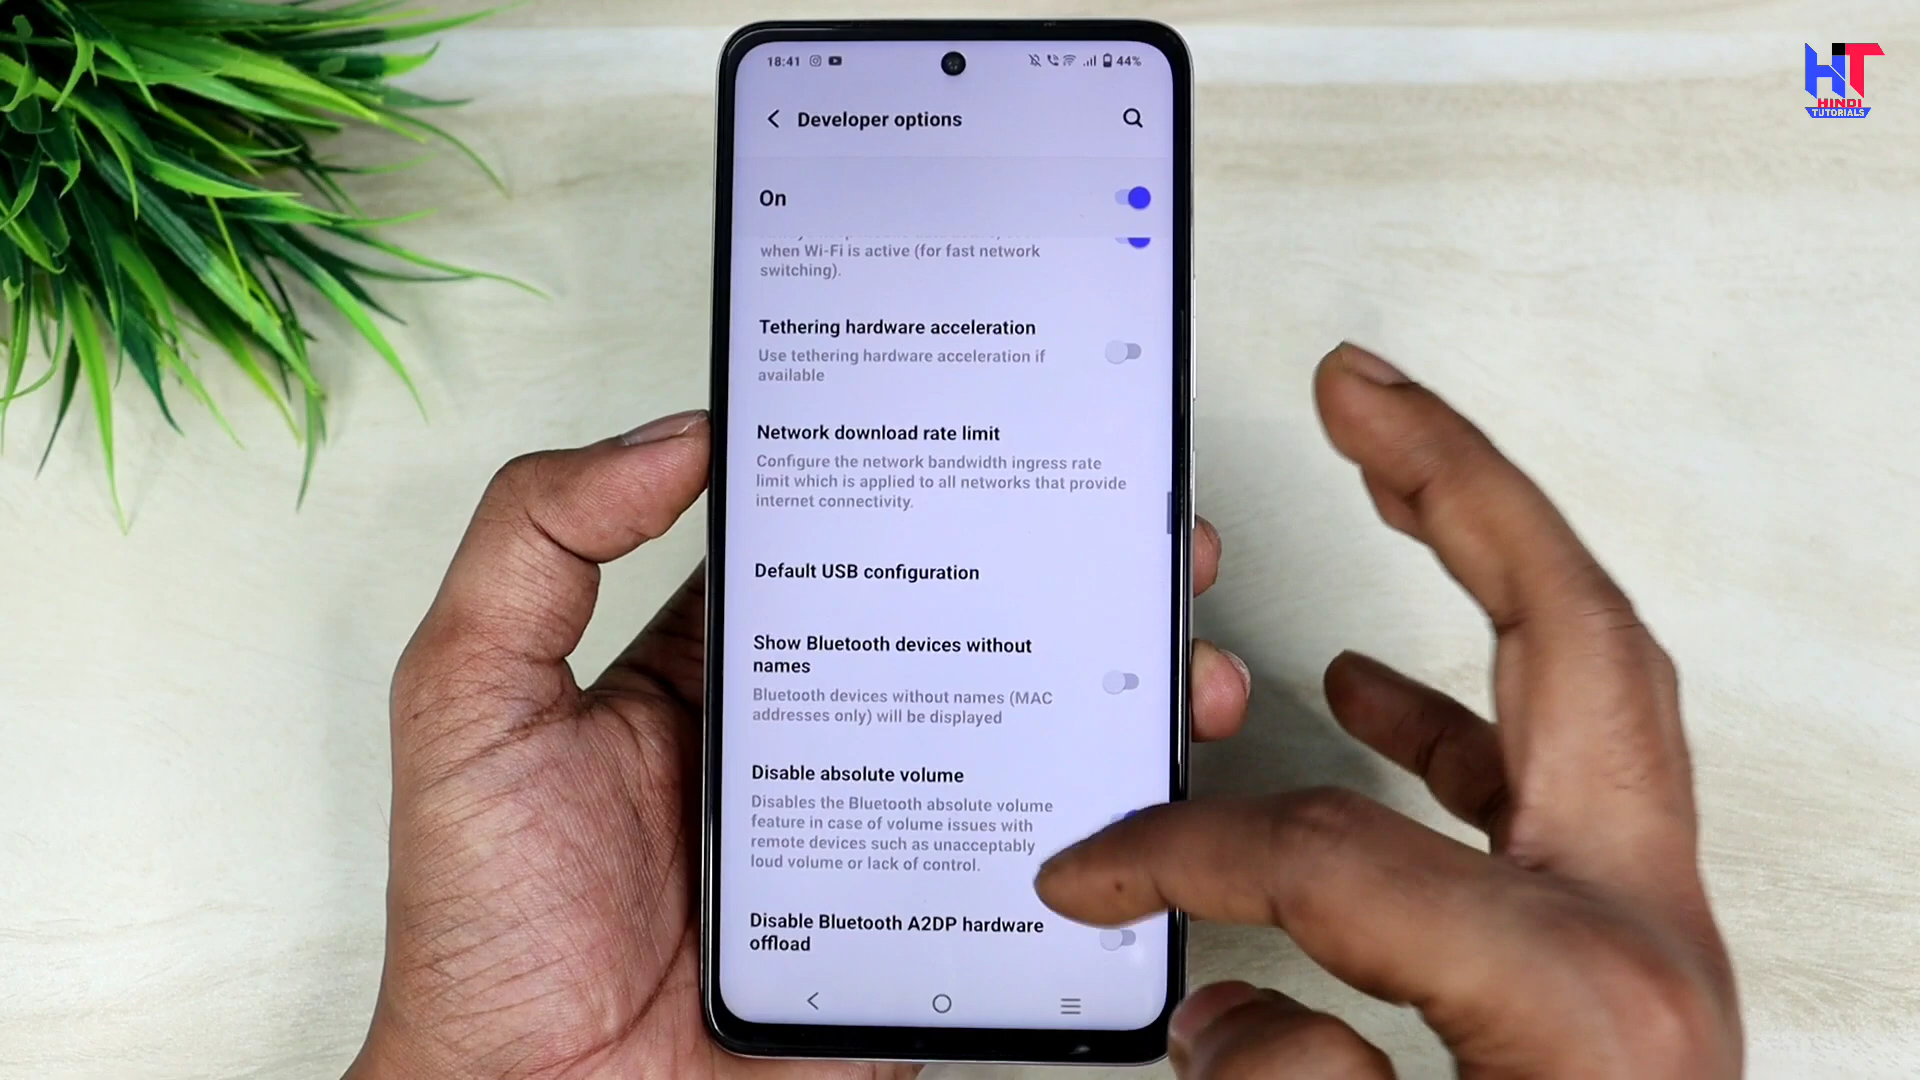 18:41
44%
HT
HINDI
TUTORIALS
Developer options
On
when Wi-Fi is active (for fast network
switching).
Tethering hardware acceleration
Use tethering hardware acceleration if
available
Network download rate limit
Configure the network bandwidth ingress rate
limit which is applied to all networks that provide
internet connectivity.
Default USB configuration
Show Bluetooth devices without
names
Bluetooth devices without names (MAC
addresses only) will be displayed
Disable absolute volume
Disables the Bluetooth absolute volume
feature in case of volume issues with
remote devices such as unacceptably
loud volume or lack of control.
Disable Bluetooth A2DP hardware
offload